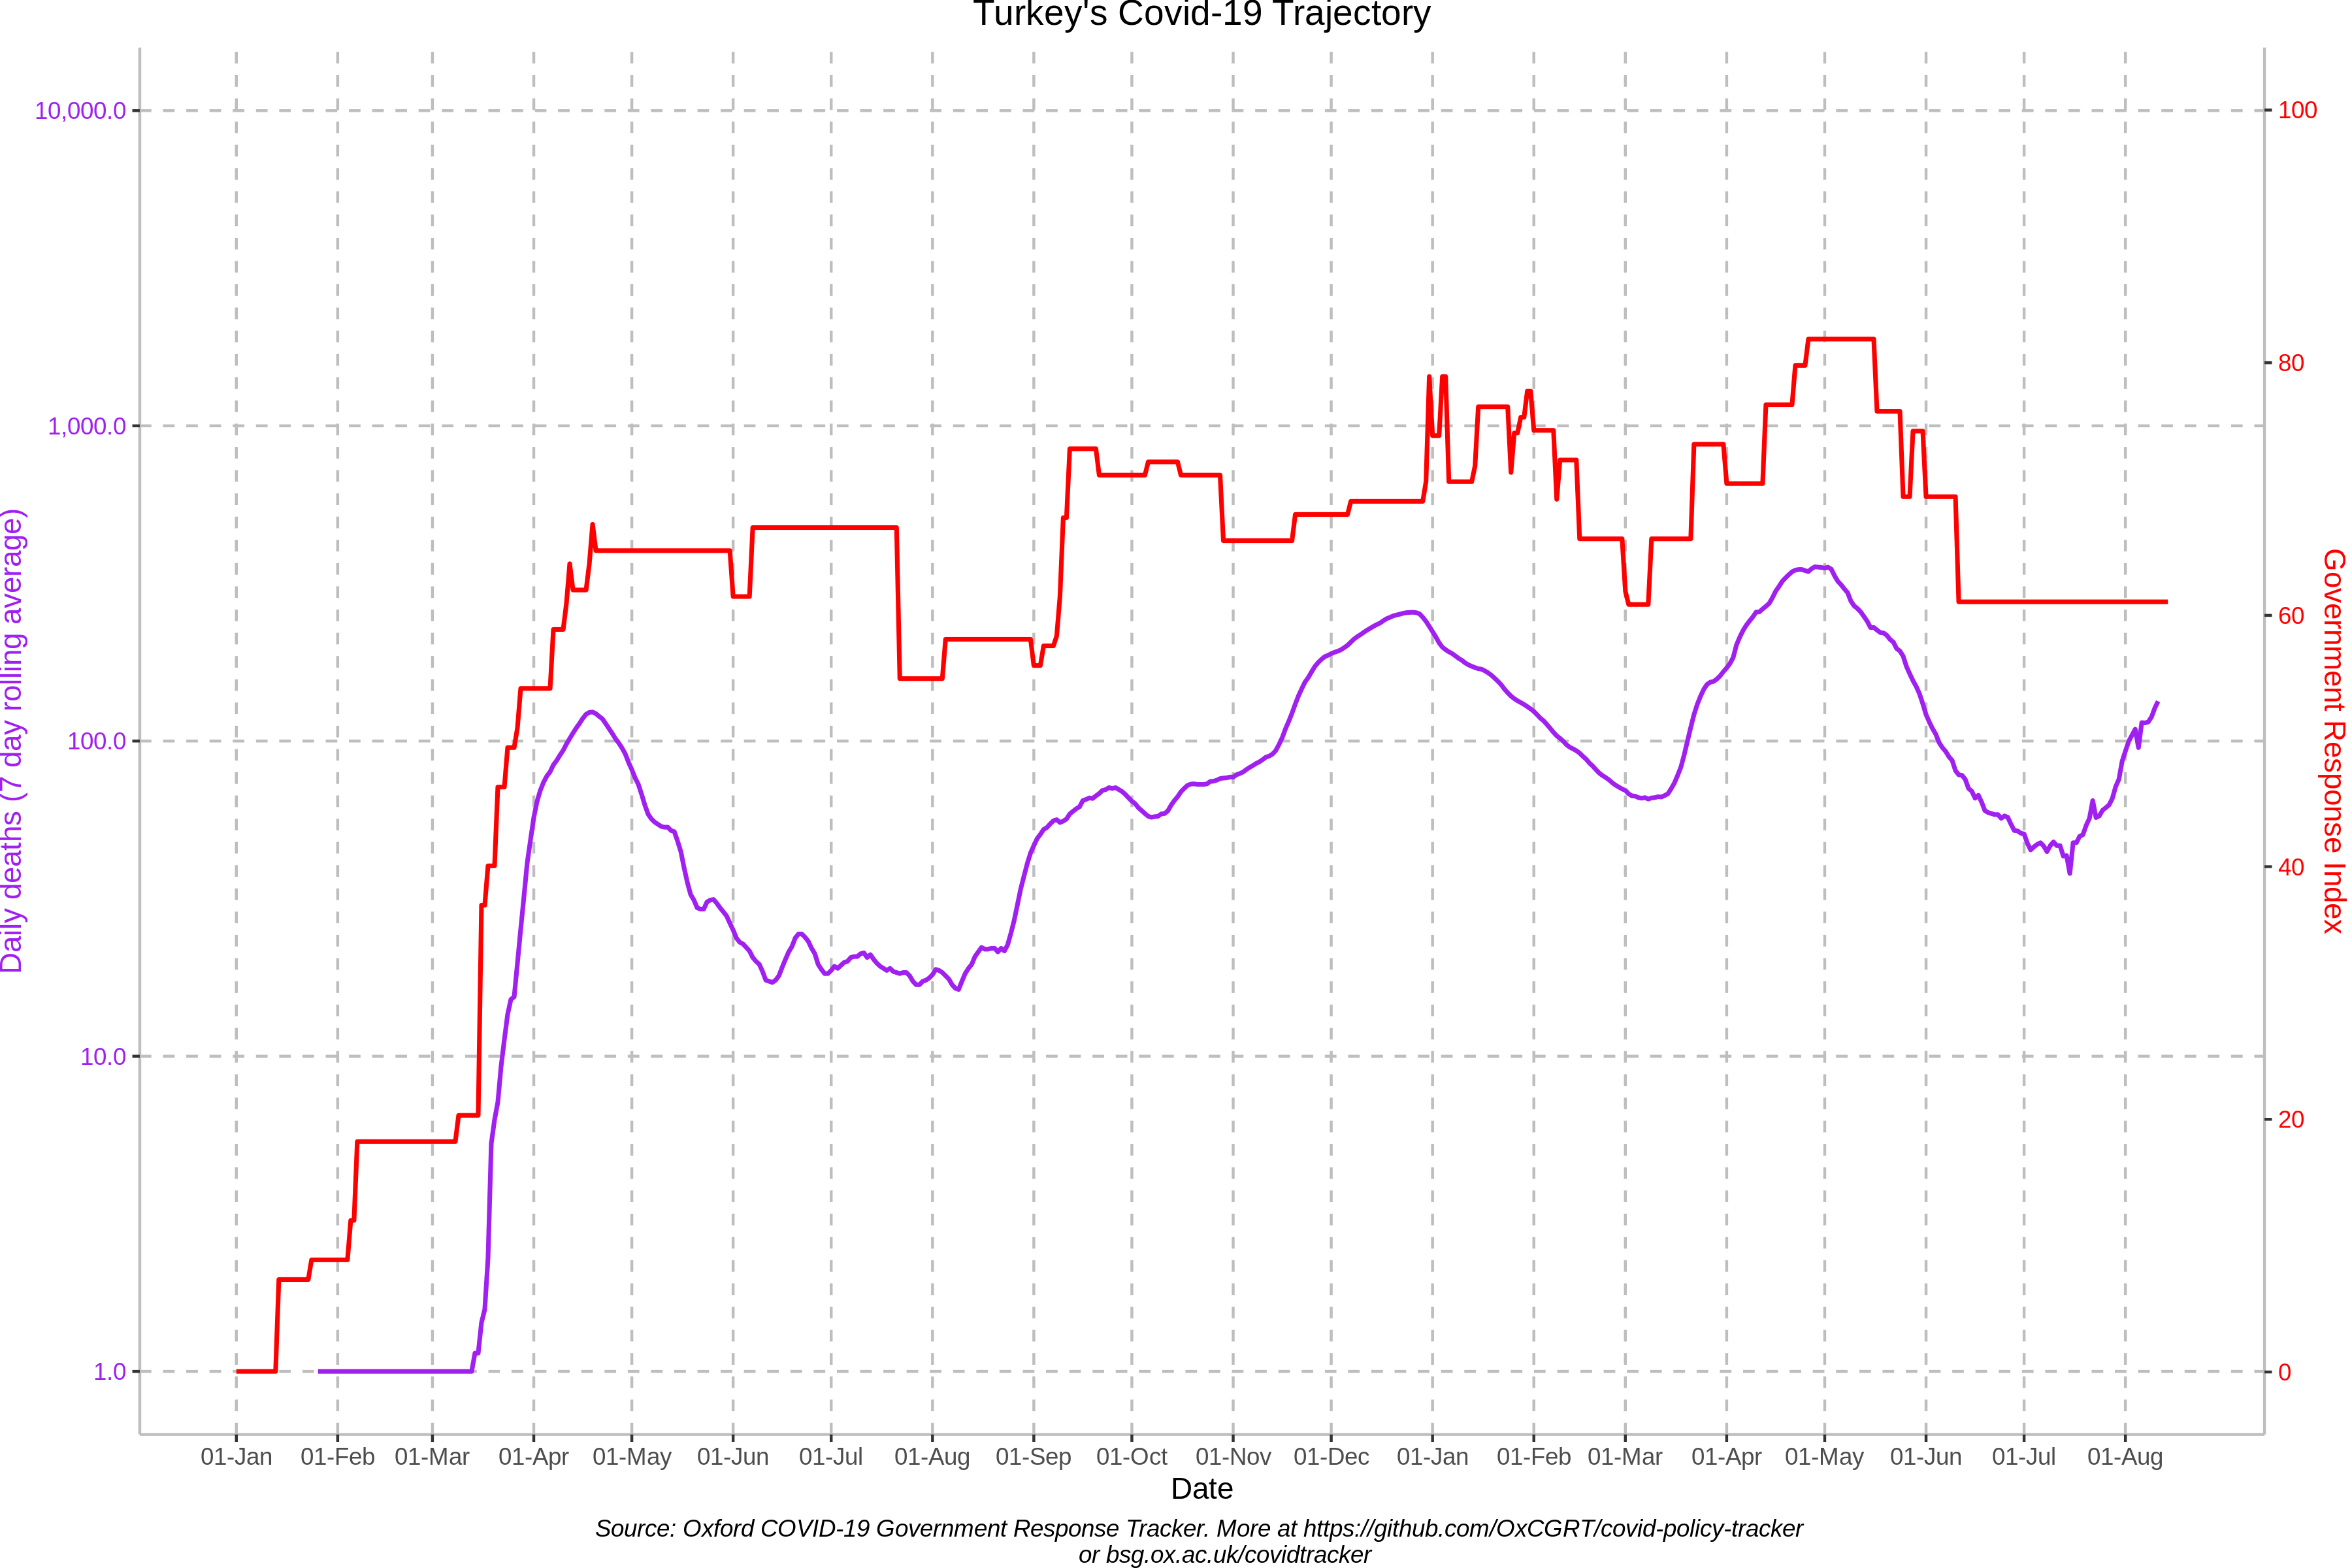 Turkey's Covid-19 Trajectory
10,000.0
1,000.0
100.0
10.0
1.0
Daily deaths (7 day rolling average)
100
80
60
40
20
0
Government Response Index
01-Jan 01-Feb 01-Mar 01-Apr 01-May 01-Jun 01-Jul 01-Aug 01-Sep 01-Oct 01-Nov 01-Dec 01-Jan 01-Feb 01-Mar 01-Apr 01-May 01-Jun 01-Jul 01-Aug
Date
Source: Oxford COVID-19 Government Response Tracker. More at https://github.com/OxCGRT/covid-policy-tracker
or bsg.ox.ac.uk/covidtracker